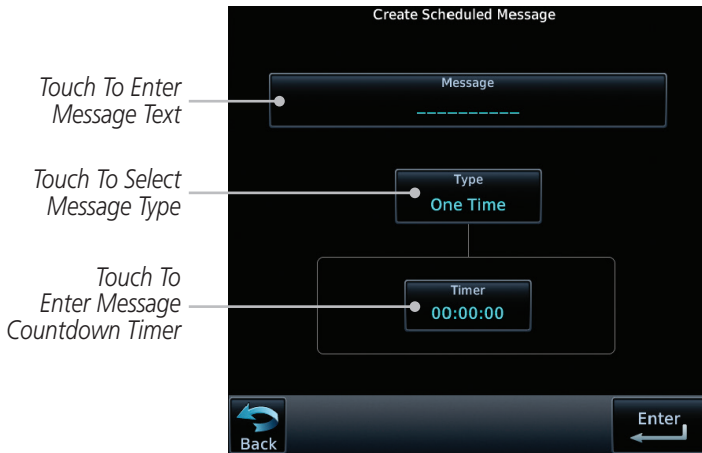 Create Scheduled Message
Touch To Enter
Message Text
Message
__________
Touch To Select
Message Type
Type
One Time
Touch To
Enter Message
Countdown Timer
Timer
00:00:00
Back
Enter